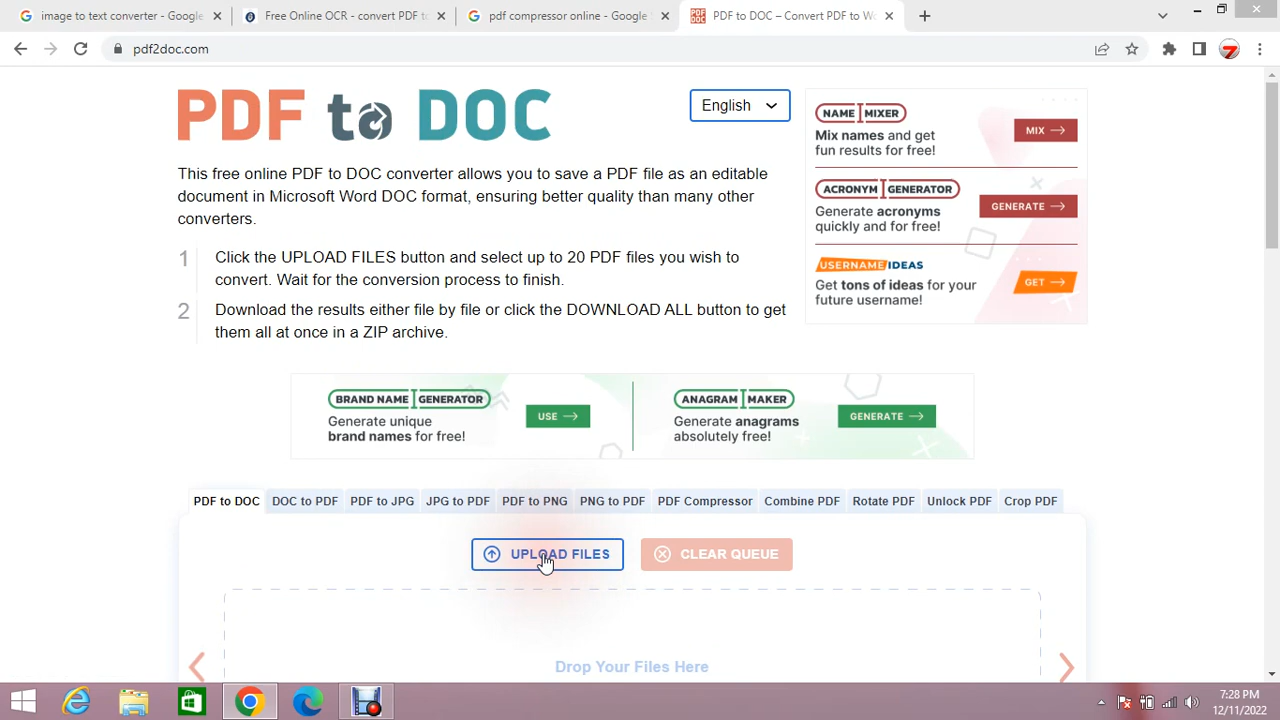 image to text converter - Google
Free Online OCR - convert PDF to
pdf compressor online - Google
PDF to DOC – Convert PDF to Wo
pdf2doc.com
PDF to DOC
English
This free online PDF to DOC converter allows you to save a PDF file as an editable
document in Microsoft Word DOC format, ensuring better quality than many other
converters.
1 Click the UPLOAD FILES button and select up to 20 PDF files you wish to
convert. Wait for the conversion process to finish.
2 Download the results either file by file or click the DOWNLOAD ALL button to get
them all at once in a ZIP archive.
NAME MIXER
Mix names and get
fun results for free!
MIX
ACRONYM GENERATOR
Generate acronyms
quickly and for free!
GENERATE
USERNAME IDEAS
Get tons of ideas for your
future username!
GET
BRAND NAME GENERATOR
Generate unique
brand names for free!
USE
ANAGRAM MAKER
Generate anagrams
absolutely free!
GENERATE
PDF to DOC DOC to PDF PDF to JPG JPG to PDF PDF to PNG PNG to PDF PDF Compressor Combine PDF Rotate PDF Unlock PDF Crop PDF
UPLOAD FILES CLEAR QUEUE
Drop Your Files Here
7:28 PM
12/11/2022